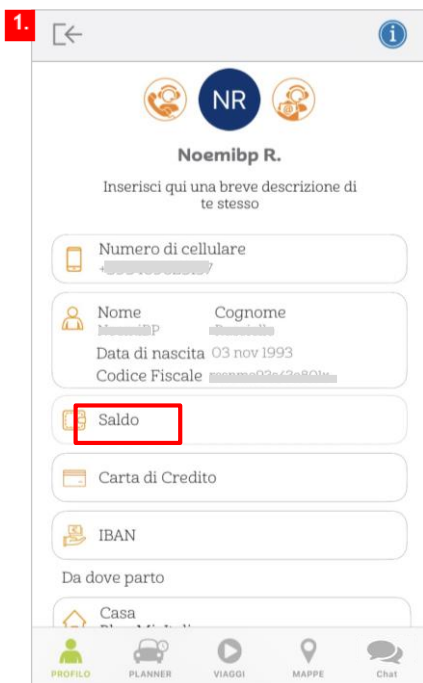 1.
NR
Noemibp R.
Inserisci qui una breve descrizione di
te stesso
Numero di cellulare
Nome Cognome
Data di nascita 03 nov 1993
Codice Fiscale
Saldo
Carta di Credito
IBAN
Da dove parto
Casa
PROFILO PLANNER VIAGGI MAPPE Chat